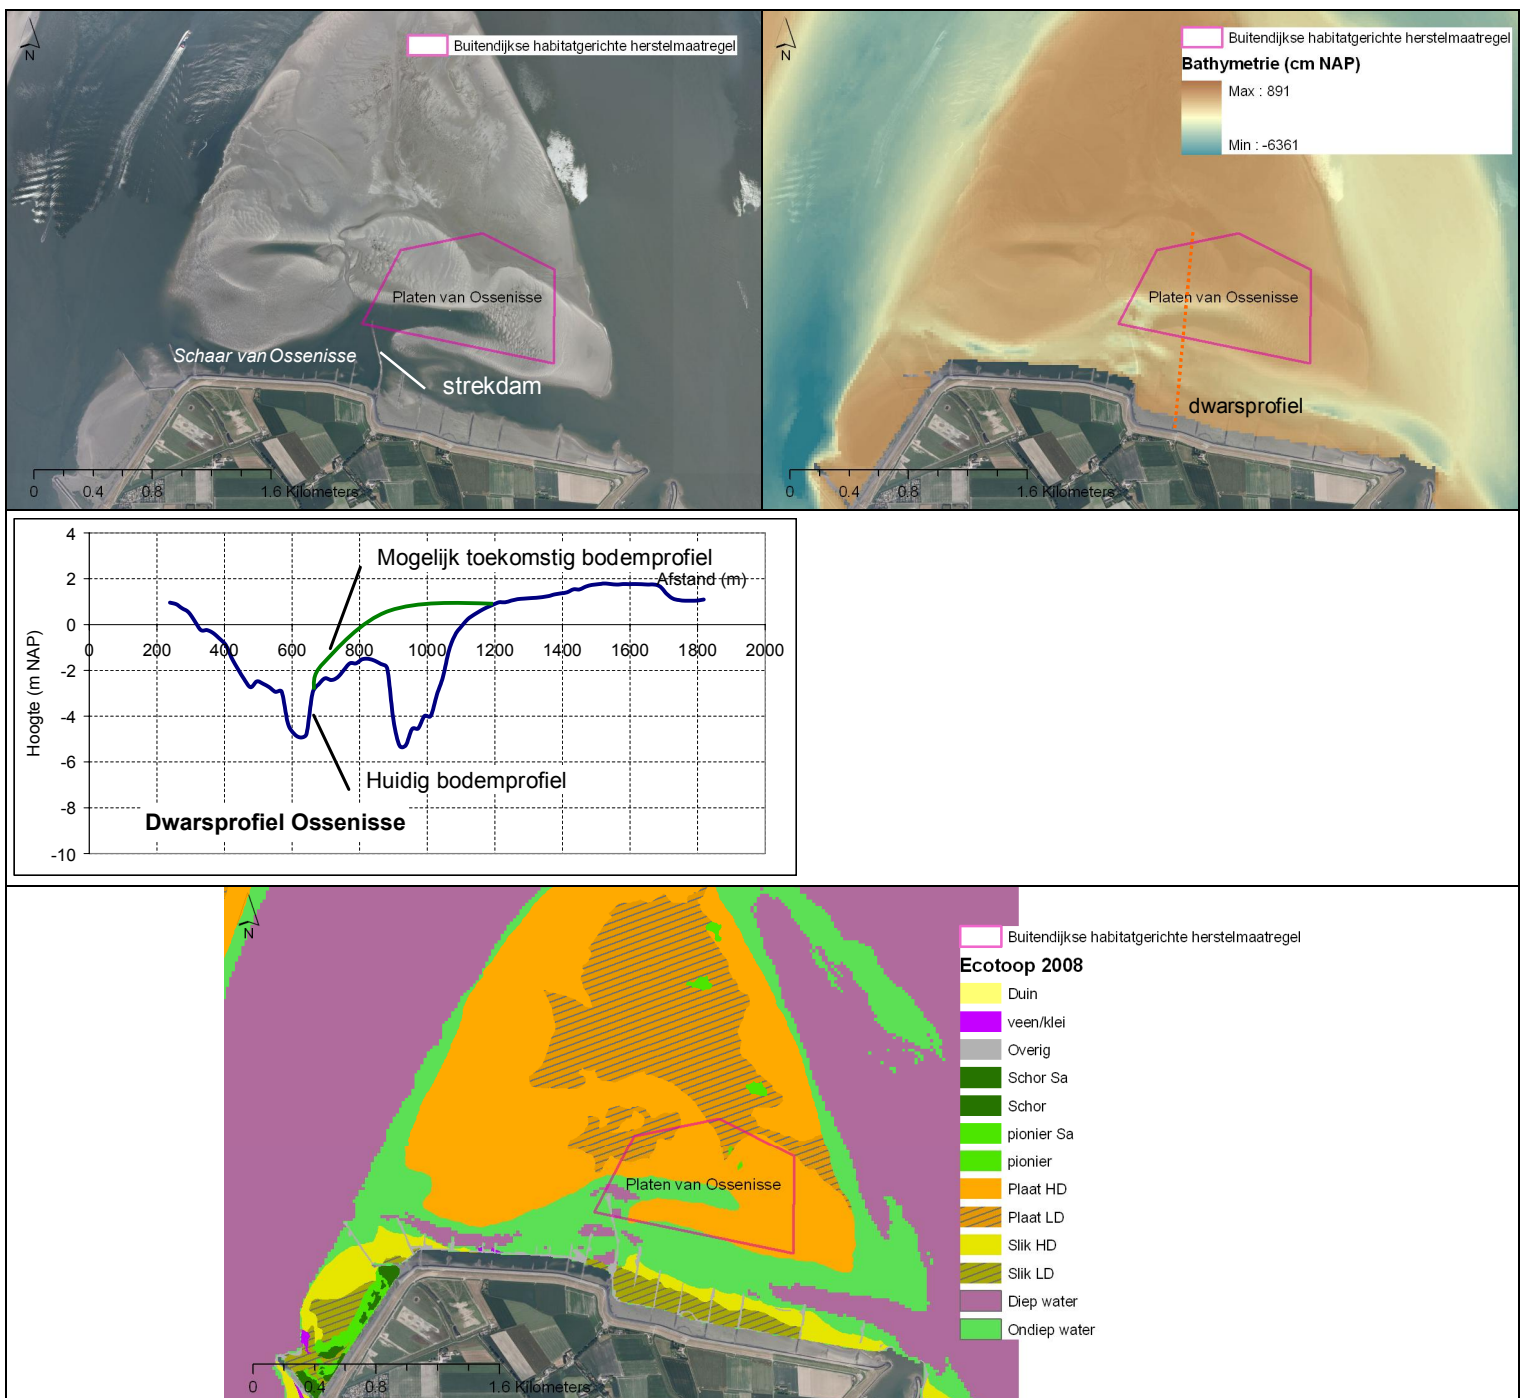 N
Buitendijkse habitatgerichte herstelmaatregel
Platen van Ossenisse
Schaar van Ossenisse
strekdam
0 0.4 0.8 1.6 Kilometers
N
Buitendijkse habitatgerichte herstelmaatregel
Bathymetrie (cm NAP)
Max : 891
Min : -6361
Platen van Ossenisse
dwarsprofiel
0 0.4 0.8 1.6 Kilometers
4
Mogelijk toekomstig bodemprofiel
2
Afstand (m)
0
0 200 400 600 800 1000 1200 1400 1600 1800 2000
Hoogte (m NAP)
-2
-4
-6
Huidig bodemprofiel
-8
Dwarsprofiel Ossenisse
-10
N
Platen van Ossenisse
0 0.4 0.8 1.6 Kilometers
Buitendijkse habitatgerichte herstelmaatregel
Ecotoop 2008
Duin
veen/klei
Overig
Schor Sa
Schor
pionier Sa
pionier
Plaat HD
Plaat LD
Slik HD
Slik LD
Diep water
Ondiep water